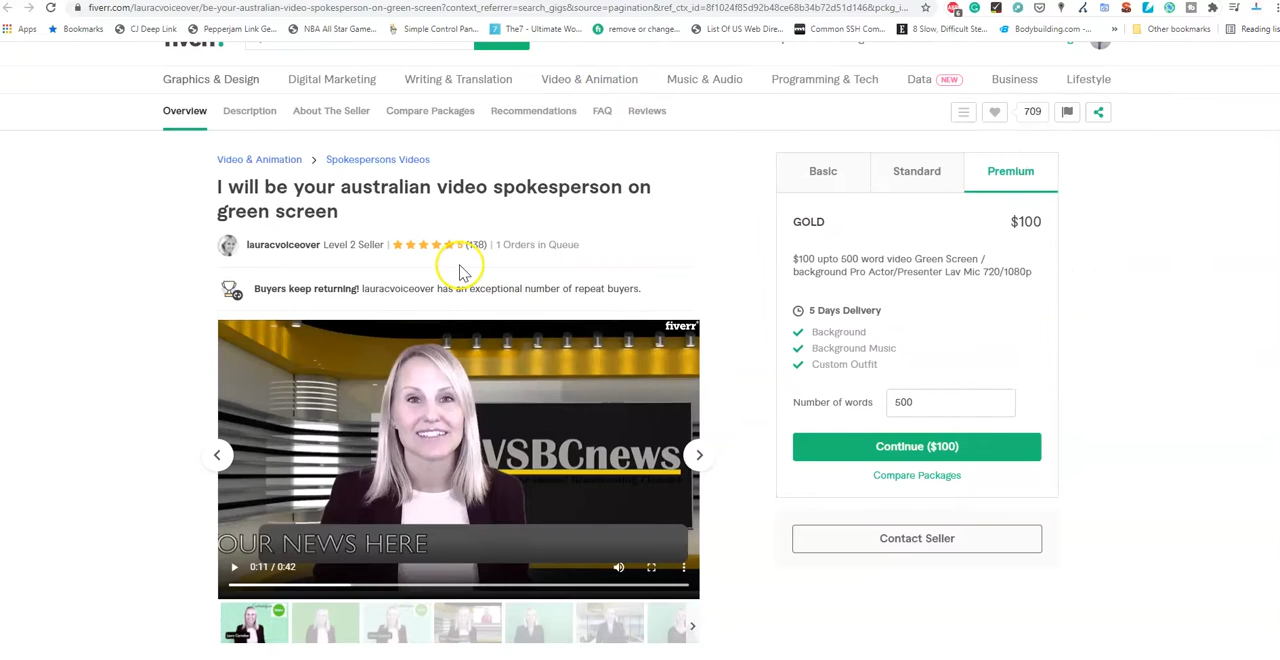 fiverr.com/lauracvoiceover/be-your-australian-video-spokesperson-on-green-screen?context_referrer=search_gigs&source=pagination&ref_ctx_id=8f1024f85d92b48ce68b34b72d51d146&pckg_i...
Apps Bookmarks CJ Deep Link Pepperjam Link Ge... NBA All Star Game... Simple Control Pan... The7 - Ultimate Wo... remove or change... List Of US Web Dire... Common SSH Com... 8 Slow, Difficult Ste... Bodybuilding.com -... » Other bookmarks Reading list
fiverr
Graphics & Design Digital Marketing Writing & Translation Video & Animation Music & Audio Programming & Tech Data NEW Business Lifestyle
Overview Description About The Seller Compare Packages Recommendations FAQ Reviews 709
Video & Animation > Spokespersons Videos
I will be your australian video spokesperson on
green screen
lauracvoiceover Level 2 Seller | 5 (138) | 1 Orders in Queue
Buyers keep returning! lauracvoiceover has an exceptional number of repeat buyers.
fiverr
VSBCnews
OUR NEWS HERE
0:11 / 0:42
Basic Standard Premium
GOLD $100
$100 upto 500 word video Green Screen /
background Pro Actor/Presenter Lav Mic 720/1080p
5 Days Delivery
Background
Background Music
Custom Outfit
Number of words 500
Continue ($100)
Compare Packages
Contact Seller